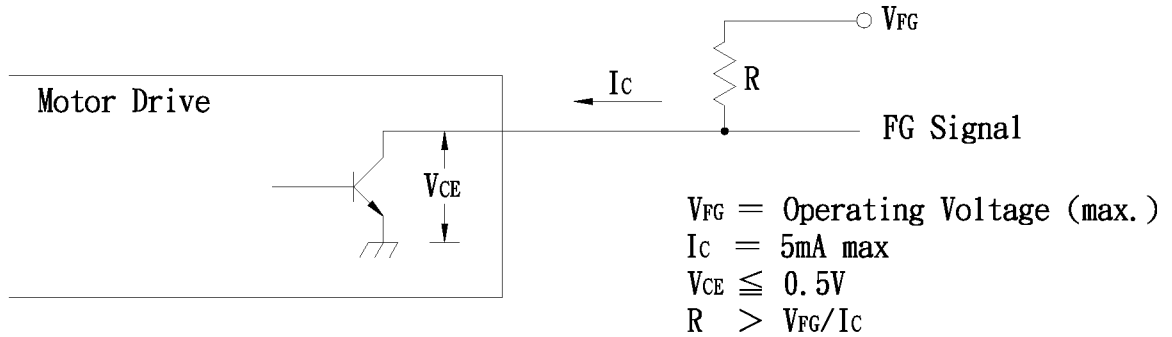 VFG
R
IC
Motor Drive
FG Signal
VCE
VFG = Operating Voltage (max.)
IC = 5mA max
VCE ≦ 0.5V
R > VFG/IC